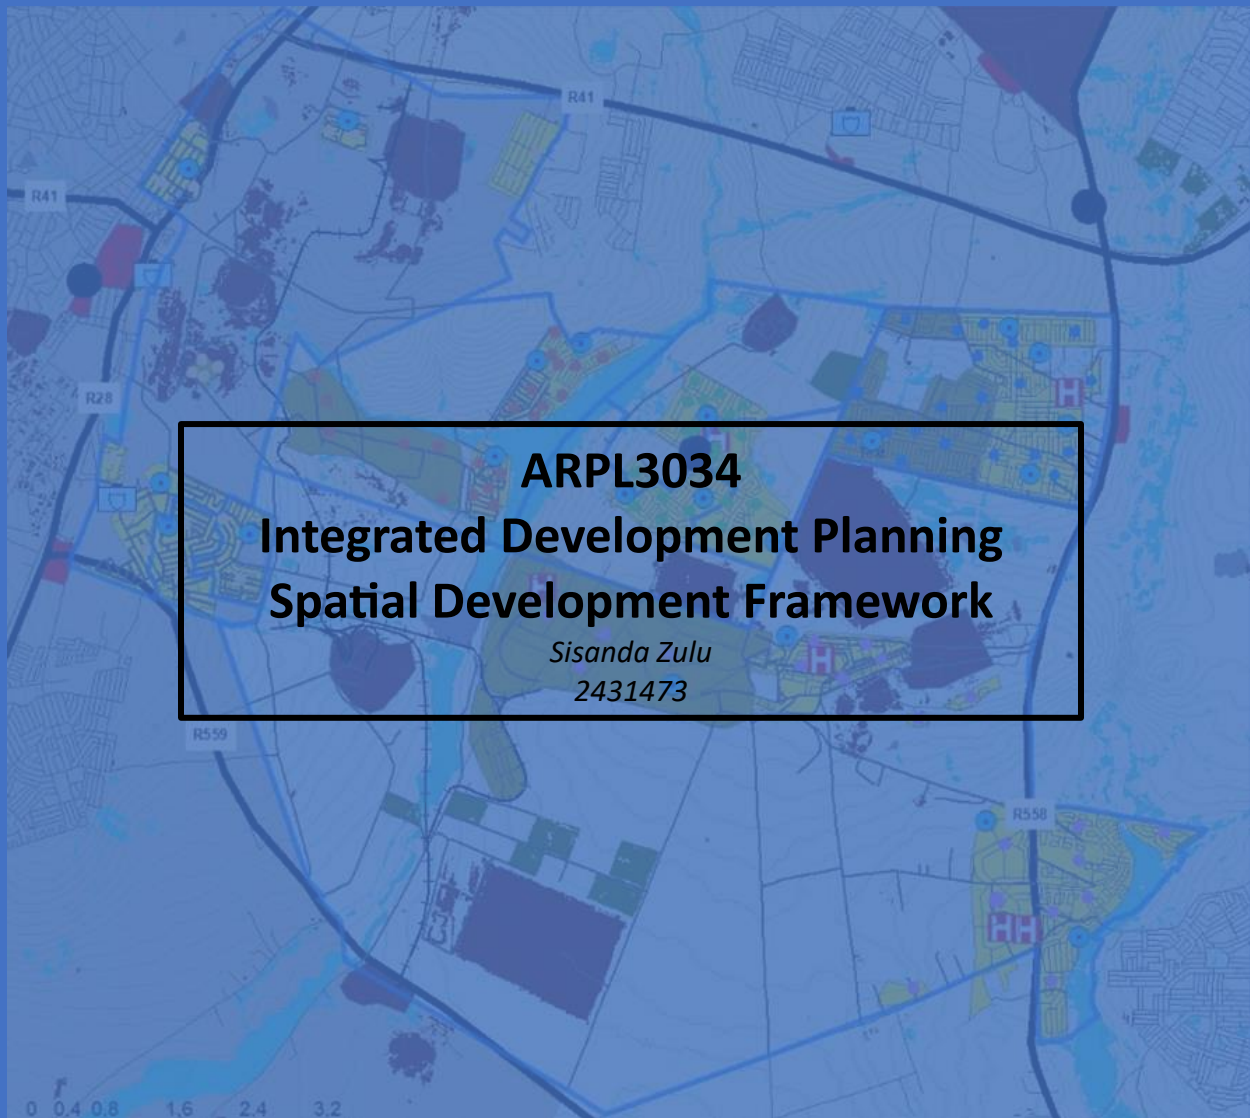 R41
R41
R28
ARPL3034
Integrated Development Planning
Spatial Development Framework
Sisanda Zulu
2431473
H
H
H
H
R559
R558
HH
0 0,4 0,8 1,6 2,4 3,2